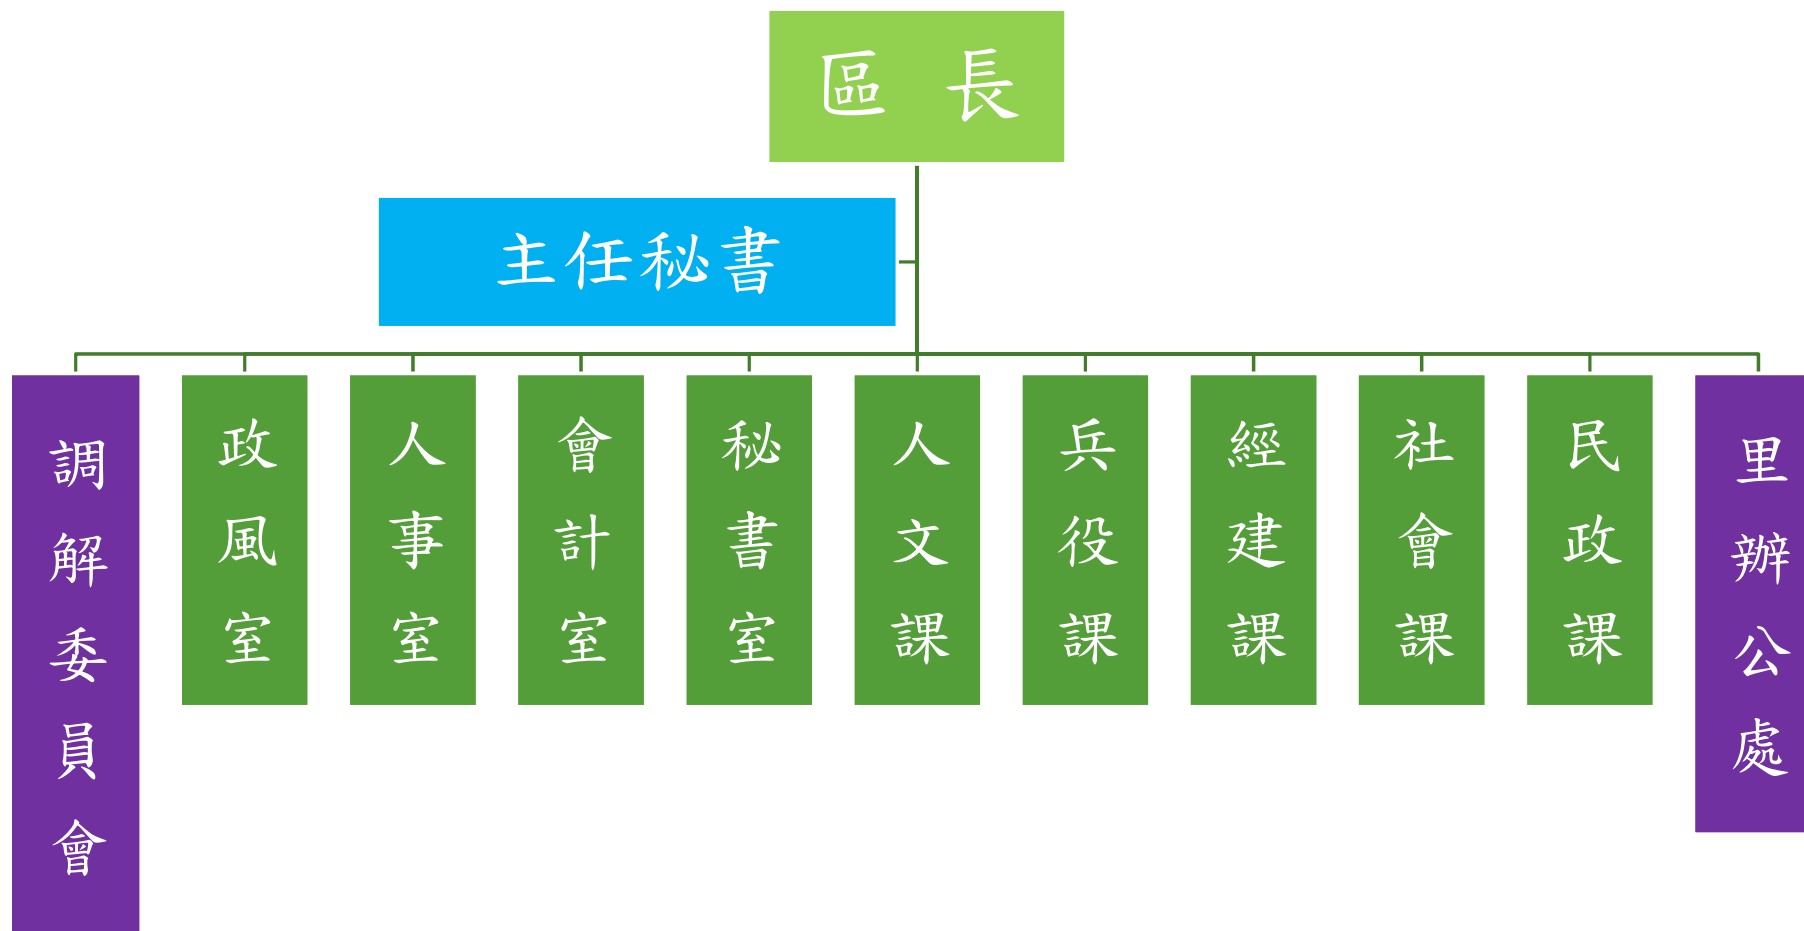 區 長
主任秘書
調解委員會
政風室
人事室
會計室
秘書室
人文課
兵役課
經建課
社會課
民政課
里辦公處